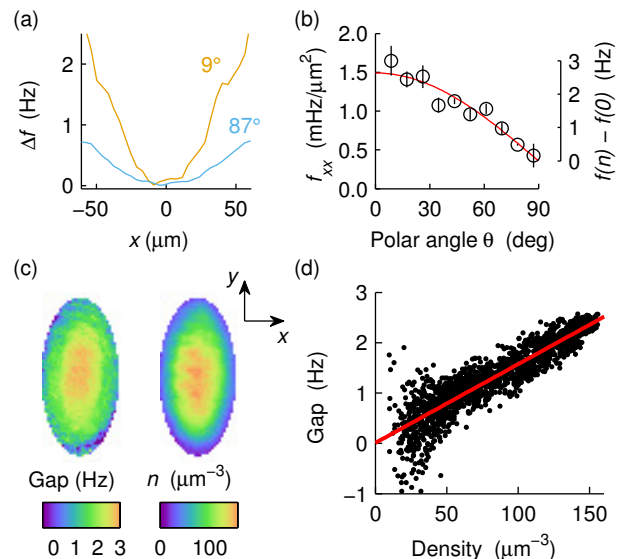 (a)
2
1
0
Δf (Hz)
9°
87°
−50
0
50
x (μm)
(b)
2.0
1.5
1.0
0.5
0.0
fxx (mHz/μm²)
3
2
1
0
f(n) − f(0) (Hz)
0
30
60
90
Polar angle θ (deg)
(c)
y
x
Gap (Hz)
0 1 2 3
n (μm⁻³)
0 100
(d)
3
2
1
0
−1
Gap (Hz)
0
50
100
150
Density (μm⁻³)